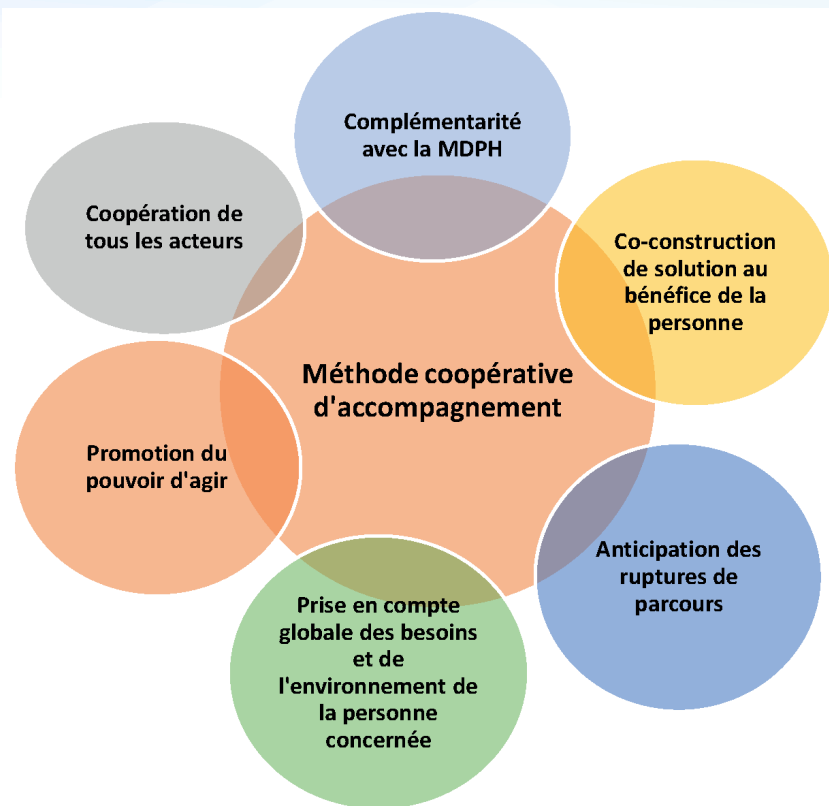 Complémentarité
avec la MDPH
Coopération de
tous les acteurs
Co-construction
de solution au
bénéfice de la
personne
Méthode coopérative
d'accompagnement
Promotion du
pouvoir d'agir
Anticipation des
ruptures de
parcours
Prise en compte
globale des besoins
et de
l'environnement de
la personne
concernée